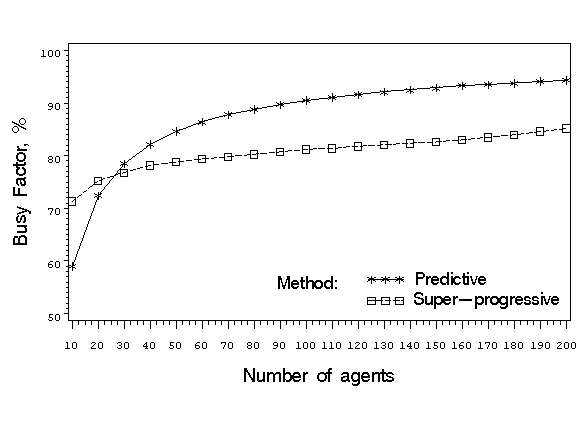 Busy Factor, %
100
90
80
70
60
50
Method:
Predictive
Super-progressive
10 20 30 40 50 60 70 80 90 100 110 120 130 140 150 160 170 180 190 200
Number of agents